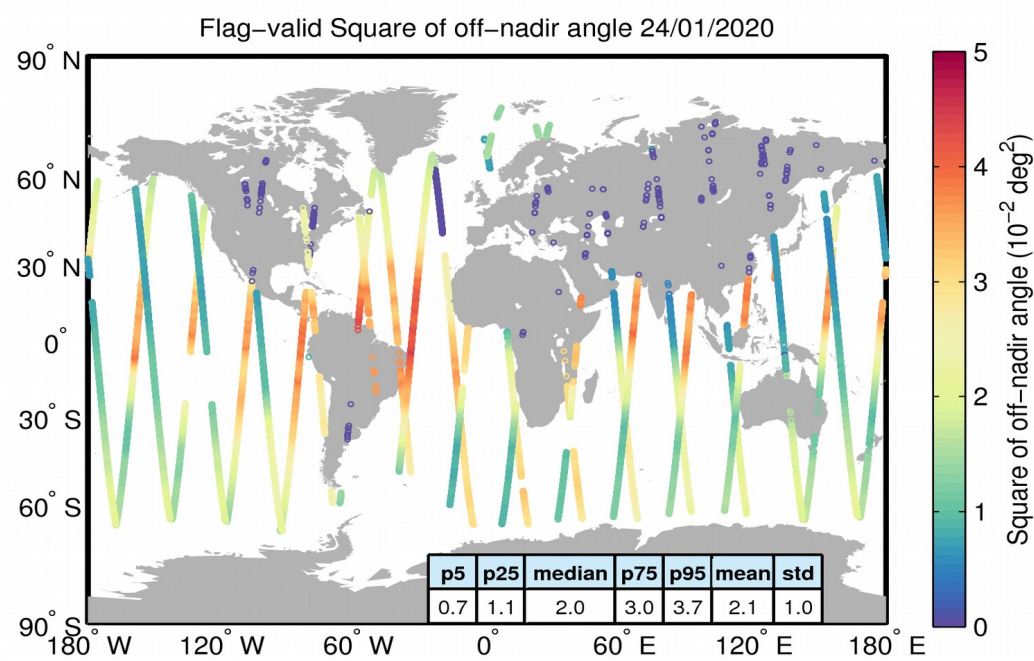 Flag-valid Square of off-nadir angle 24/01/2020
90° N
60° N
30° N
0°
30° S
60° S
90° S
180° W
120° W
60° W
0°
60° E
120° E
180° E
p5 p25 median p75 p95 mean std
0.7 1.1 2.0 3.0 3.7 2.1 1.0
5
4
3
2
1
0
Square of off-nadir angle (10⁻² deg²)